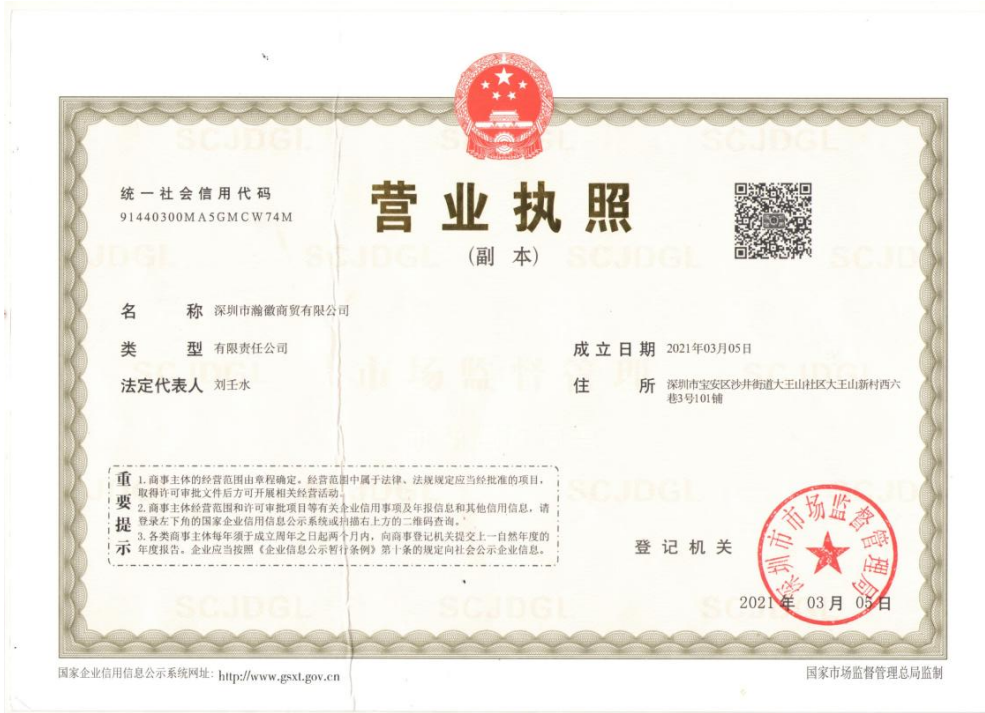 统一社会信用代码
91440300MA5GMCW74M
营业执照
(副 本)
名 称 深圳市瀚徽商贸有限公司
类 型 有限责任公司
成立日期 2021年03月05日
法定代表人 刘壬水
住 所 深圳市宝安区沙井街道大王山社区大王山新村西六
巷3号101铺
重要提示
1.商事主体的经营范围由章程确定。经营范围中属于法律、法规规定应当经批准的项目,
取得许可审批文件后方可开展相关经营活动。
2.商事主体经营范围和许可审批项目等有关企业信用事项及年报信息和其他信用信息,请
登录左下角的国家企业信用信息公示系统或扫描右上方的二维码查询。
3.各类商事主体每年须于成立周年之日起两个月内,向商事登记机关提交上一自然年度的
年度报告。企业应当按照《企业信息公示暂行条例》第十条的规定向社会公示企业信息。
登记机关
深圳市市场监督管理局
2021 年 03 月 05 日
国家企业信用信息公示系统网址:http://www.gsxt.gov.cn
国家市场监督管理总局监制
SCJDGL
市场监督管理